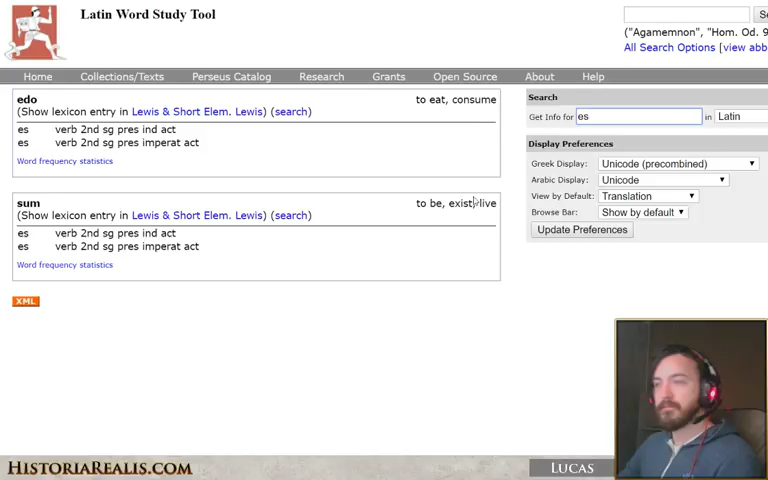 Latin Word Study Tool
("Agamemnon", "Hom. Od. 9
All Search Options [view abb
Home Collections/Texts Perseus Catalog Research Grants Open Source About Help
edo to eat, consume
(Show lexicon entry in Lewis & Short Elem. Lewis) (search)
es verb 2nd sg pres ind act
es verb 2nd sg pres imperat act
Word frequency statistics
sum to be, exist, live
(Show lexicon entry in Lewis & Short Elem. Lewis) (search)
es verb 2nd sg pres ind act
es verb 2nd sg pres imperat act
Word frequency statistics
XML
Search
Get Info for es in Latin
Display Preferences
Greek Display: Unicode (precombined)
Arabic Display: Unicode
View by Default: Translation
Browse Bar: Show by default
Update Preferences
HistoriaRealis.com
Lucas